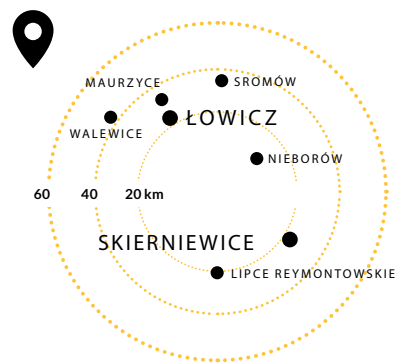 MAURZYCE
SROMÓW
ŁOWICZ
WALEWICE
NIEBORÓW
60 40 20 km
SKIERNIEWICE
LIPCE REYMONTOWSKIE